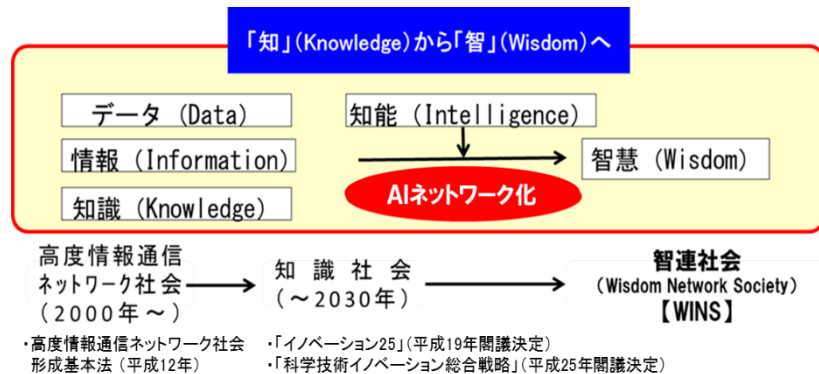 「知」(Knowledge)から「智」(Wisdom)へ
データ (Data)
知能 (Intelligence)
情報 (Information)
智慧 (Wisdom)
AIネットワーク化
知識 (Knowledge)
高度情報通信
ネットワーク社会
(2000年~)
知識社会
(~2030年)
智連社会
(Wisdom Network Society)
【WINS】
・高度情報通信ネットワーク社会
形成基本法 (平成12年)
・「イノベーション25」(平成19年閣議決定)
・「科学技術イノベーション総合戦略」(平成25年閣議決定)